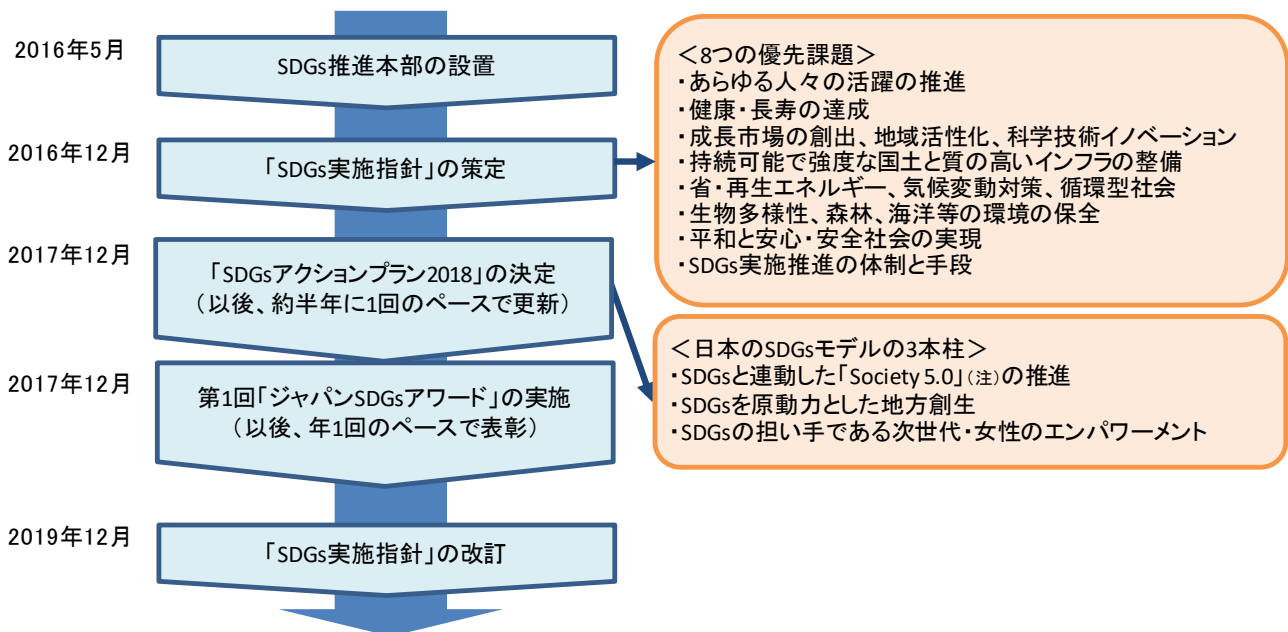 2016年5月
SDGs推進本部の設置
2016年12月
「SDGs実施指針」の策定
＜8つの優先課題＞
・あらゆる人々の活躍の推進
・健康・長寿の達成
・成長市場の創出、地域活性化、科学技術イノベーション
・持続可能で強度な国土と質の高いインフラの整備
・省・再生エネルギー、気候変動対策、循環型社会
・生物多様性、森林、海洋等の環境の保全
・平和と安心・安全社会の実現
・SDGs実施推進の体制と手段
2017年12月
「SDGsアクションプラン2018」の決定
（以後、約半年に1回のペースで更新）
＜日本のSDGsモデルの3本柱＞
・SDGsと連動した「Society 5.0」（注）の推進
・SDGsを原動力とした地方創生
・SDGsの担い手である次世代・女性のエンパワーメント
2017年12月
第1回「ジャパンSDGsアワード」の実施
（以後、年1回のペースで表彰）
2019年12月
「SDGs実施指針」の改訂